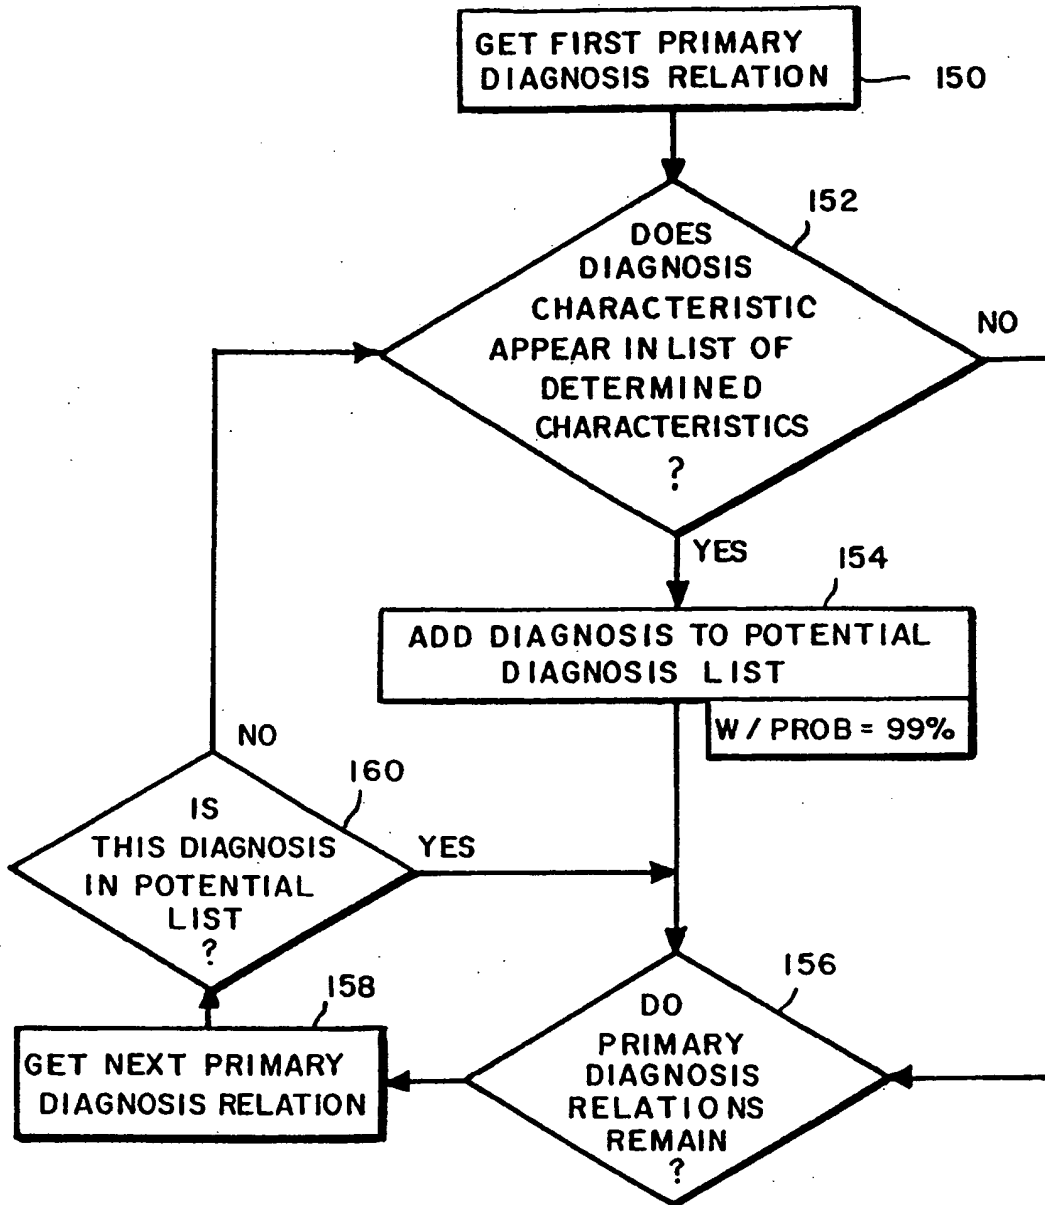 GET FIRST PRIMARY
DIAGNOSIS RELATION
150
152
DOES
DIAGNOSIS
CHARACTERISTIC
APPEAR IN LIST OF
DETERMINED
CHARACTERISTICS
?
NO
YES
154
ADD DIAGNOSIS TO POTENTIAL
DIAGNOSIS LIST
W/PROB = 99%
NO
160
IS
THIS DIAGNOSIS
IN POTENTIAL
LIST
?
YES
156
DO
PRIMARY
DIAGNOSIS
RELATIONS
REMAIN
?
158
GET NEXT PRIMARY
DIAGNOSIS RELATION